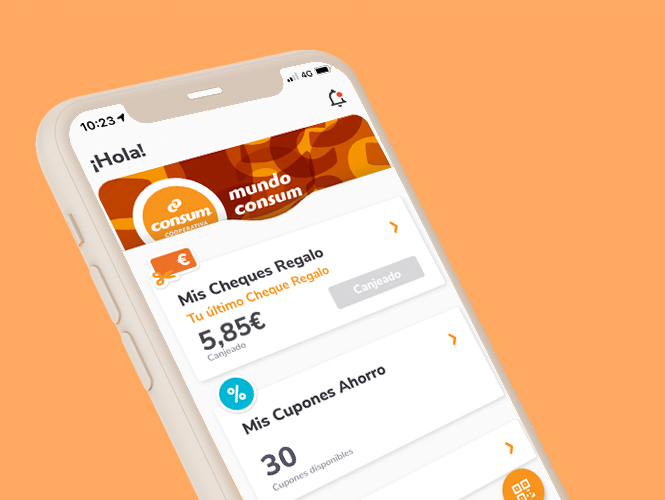 10:23
4G
¡Hola!
mundo
consum
consum
COOPERATIVA
€
Mis Cheques Regalo
Tu último Cheque Regalo
5,85€
Canjeado
Canjeado
%
Mis Cupones Ahorro
30
Cupones disponibles